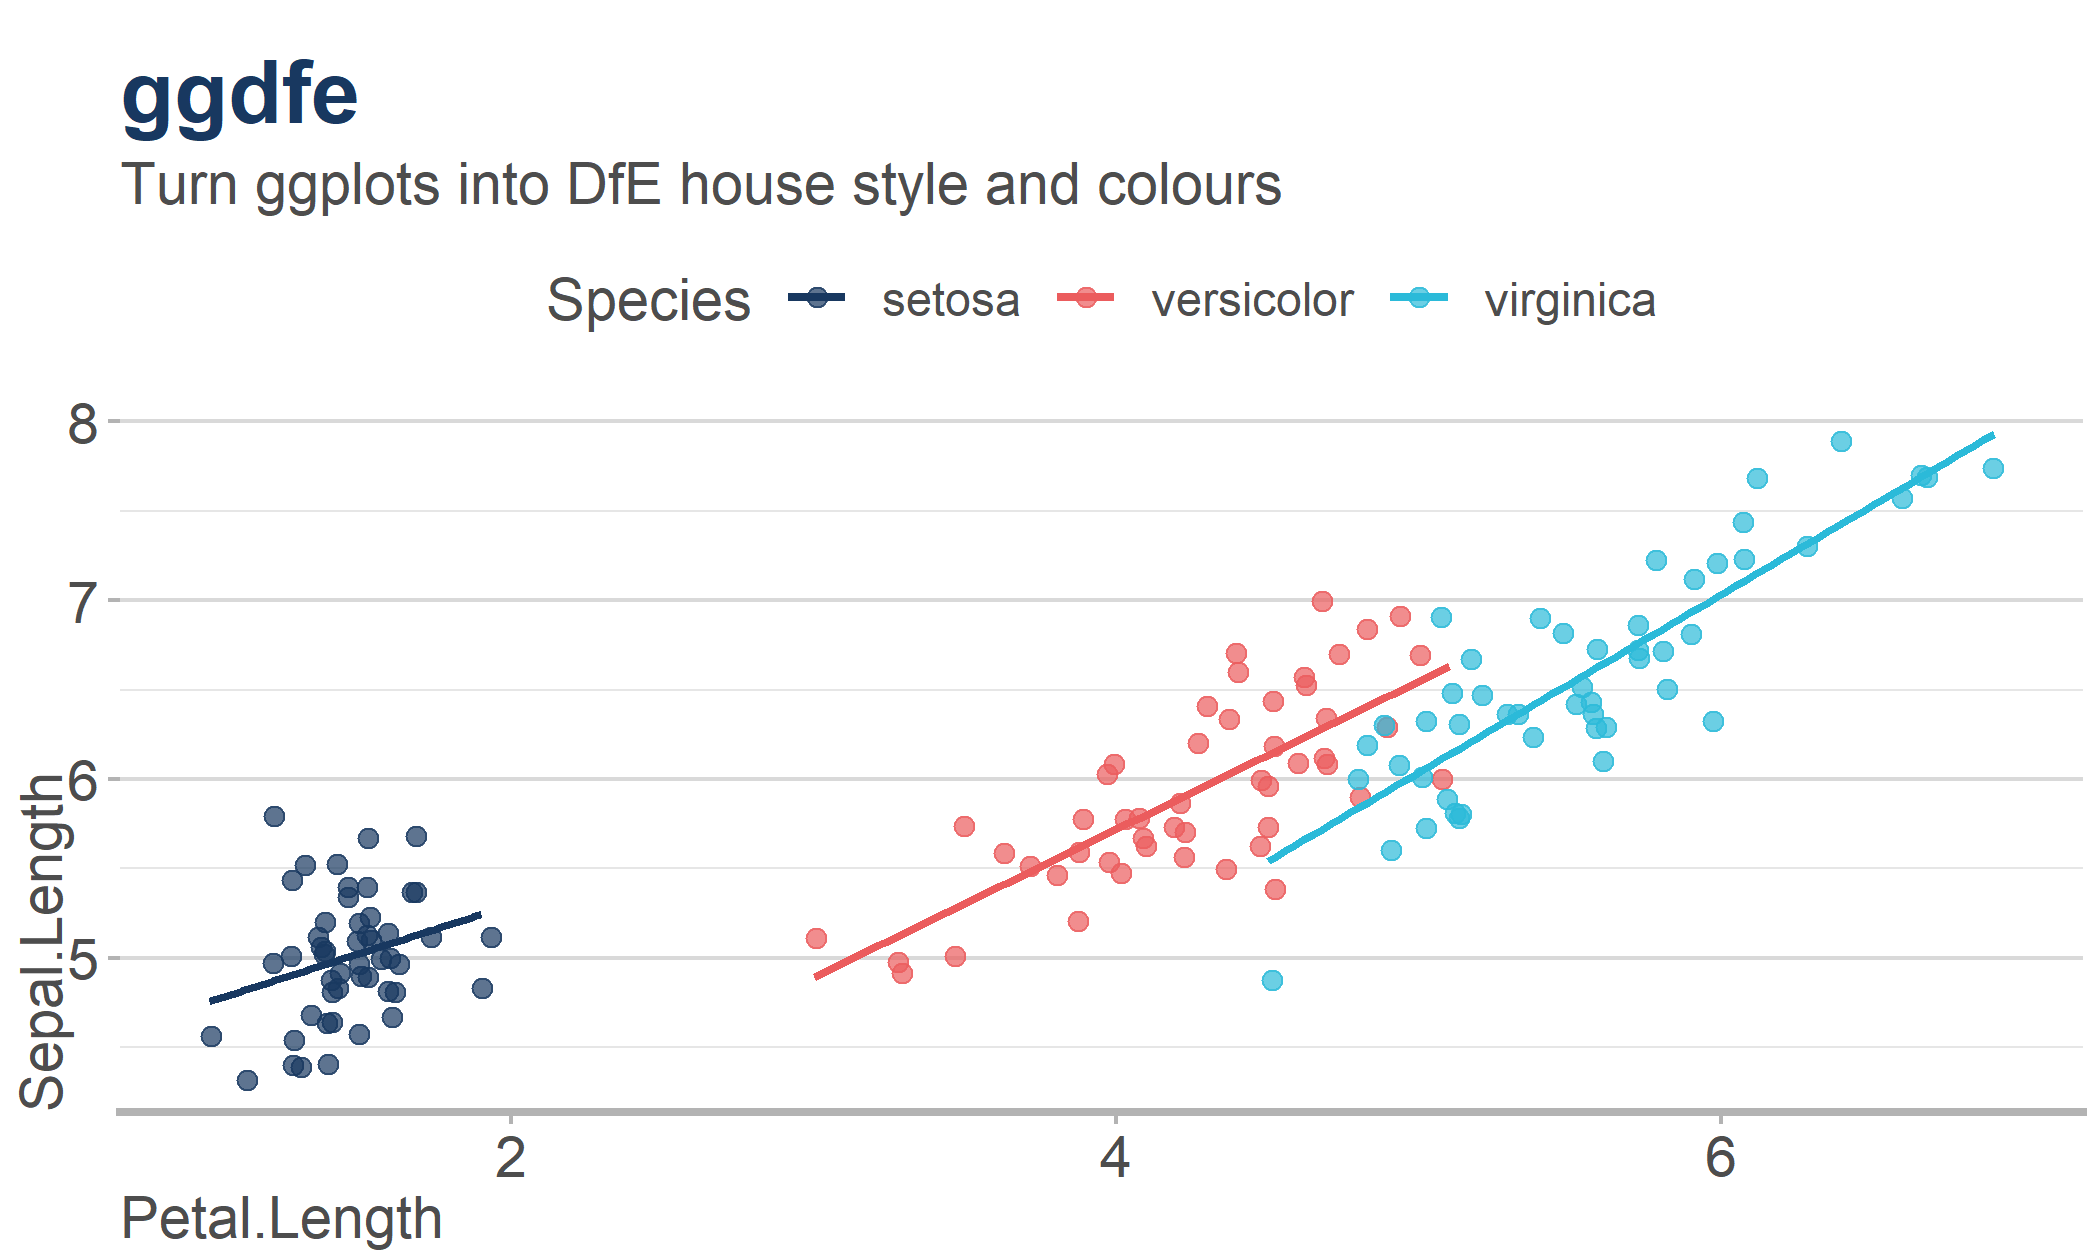 ggdfe
Turn ggplots into DfE house style and colours
Species setosa versicolor virginica
8
7
6
5
Sepal.Length
2 4 6
Petal.Length